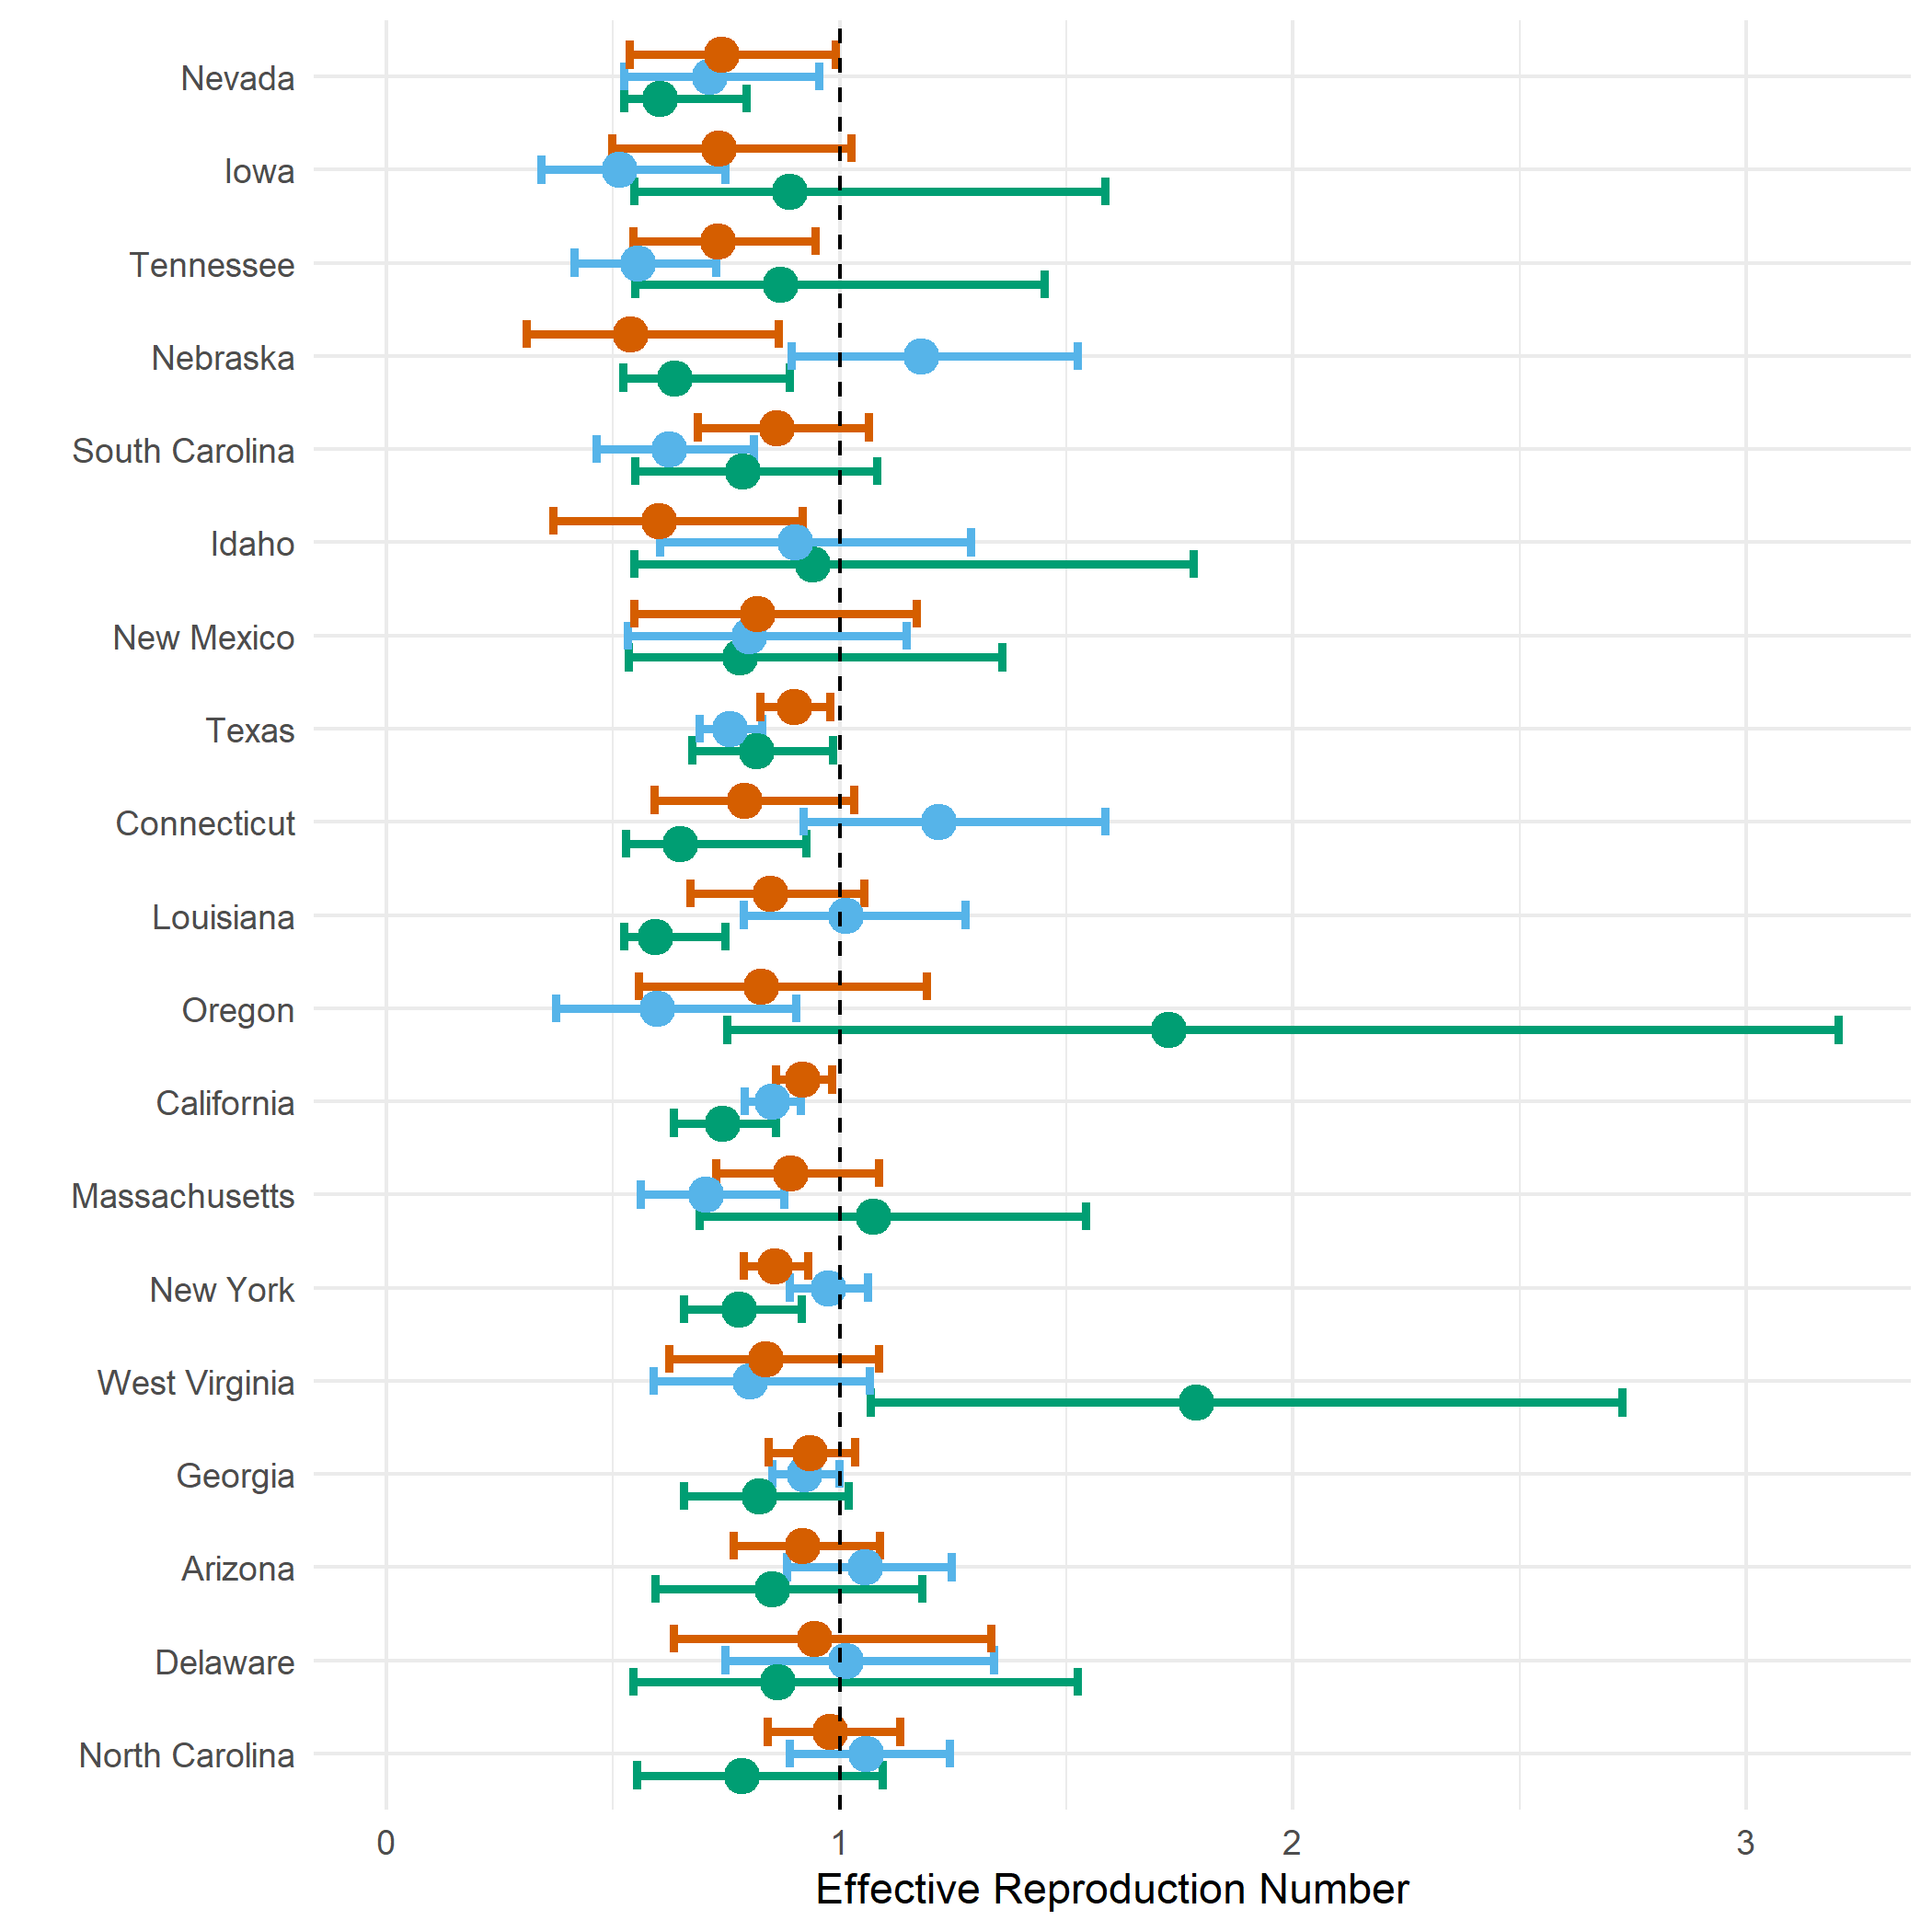 Nevada
Iowa
Tennessee
Nebraska
South Carolina
Idaho
New Mexico
Texas
Connecticut
Louisiana
Oregon
California
Massachusetts
New York
West Virginia
Georgia
Arizona
Delaware
North Carolina
0 1 2 3
Effective Reproduction Number